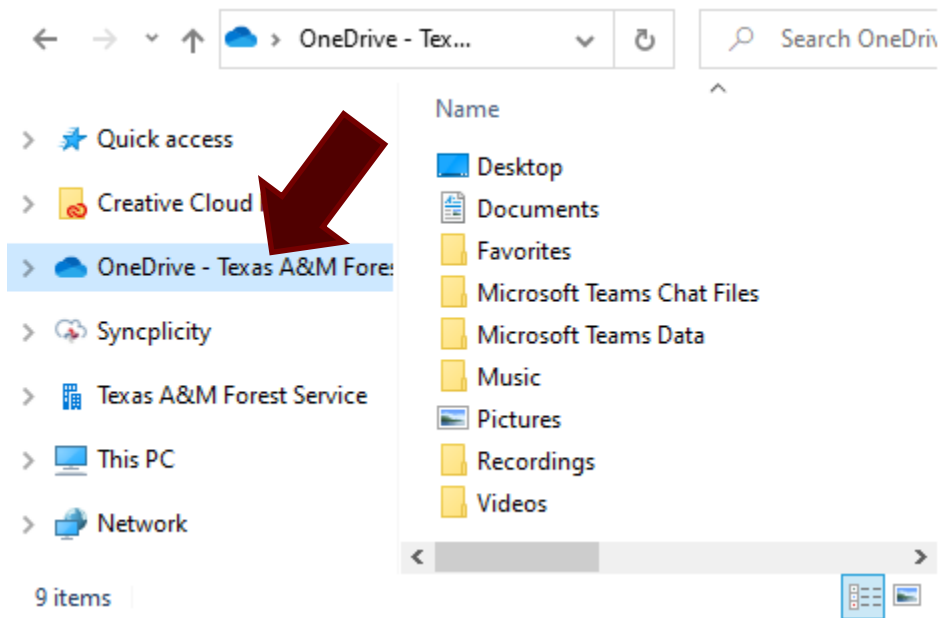 OneDrive - Tex...
Search OneDriv
Name
Quick access
Creative Cloud
OneDrive - Texas A&M Fores
Syncplicity
Texas A&M Forest Service
This PC
Network
Desktop
Documents
Favorites
Microsoft Teams Chat Files
Microsoft Teams Data
Music
Pictures
Recordings
Videos
9 items